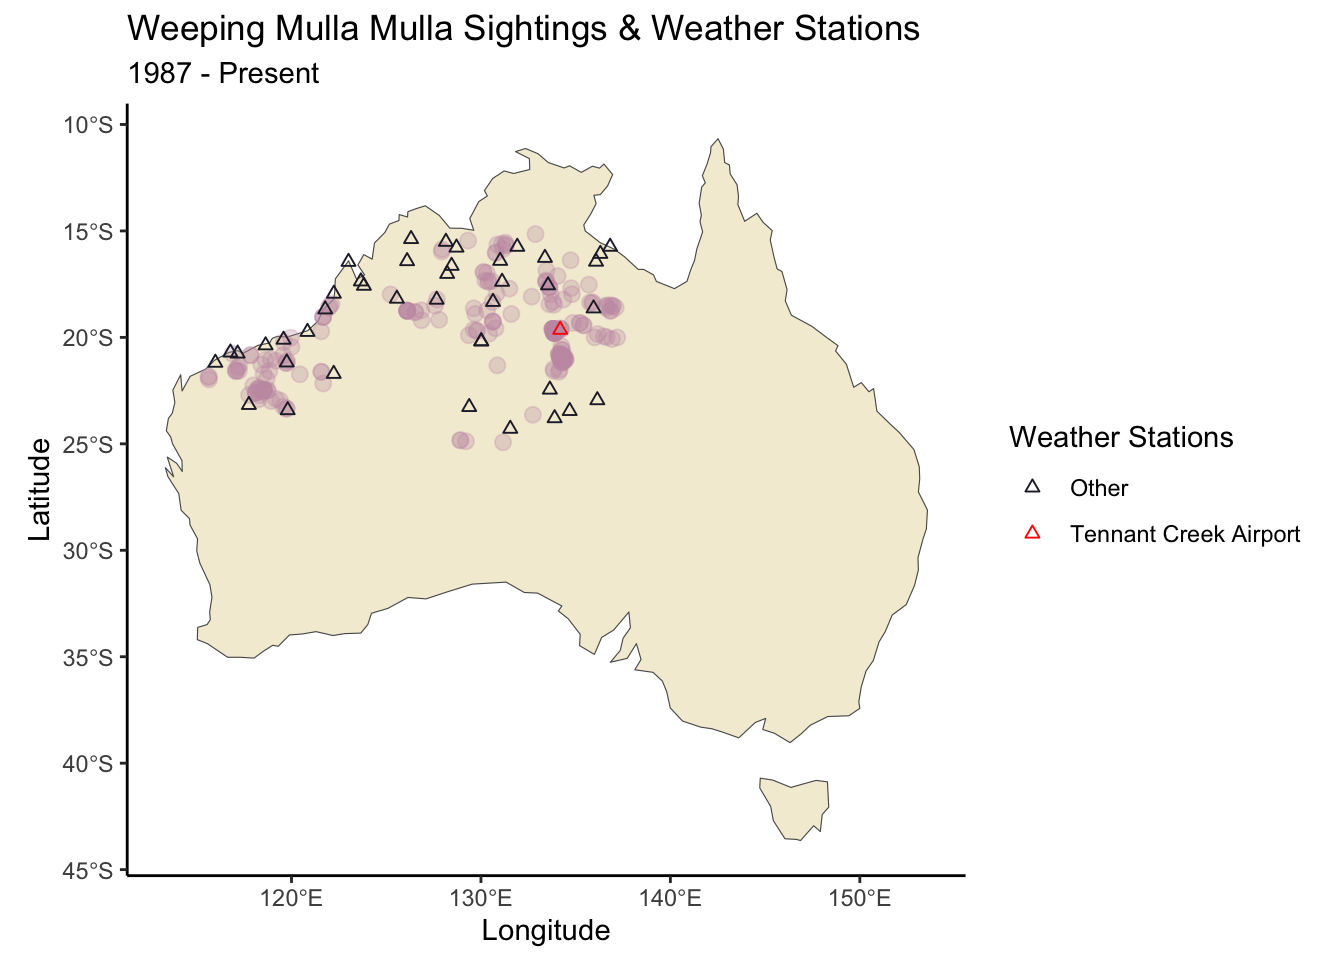 Weeping Mulla Mulla Sightings & Weather Stations
1987 - Present
10°S
15°S
20°S
25°S
30°S
35°S
40°S
45°S
Latitude
120°E
130°E
140°E
150°E
Longitude
Weather Stations
Other
Tennant Creek Airport